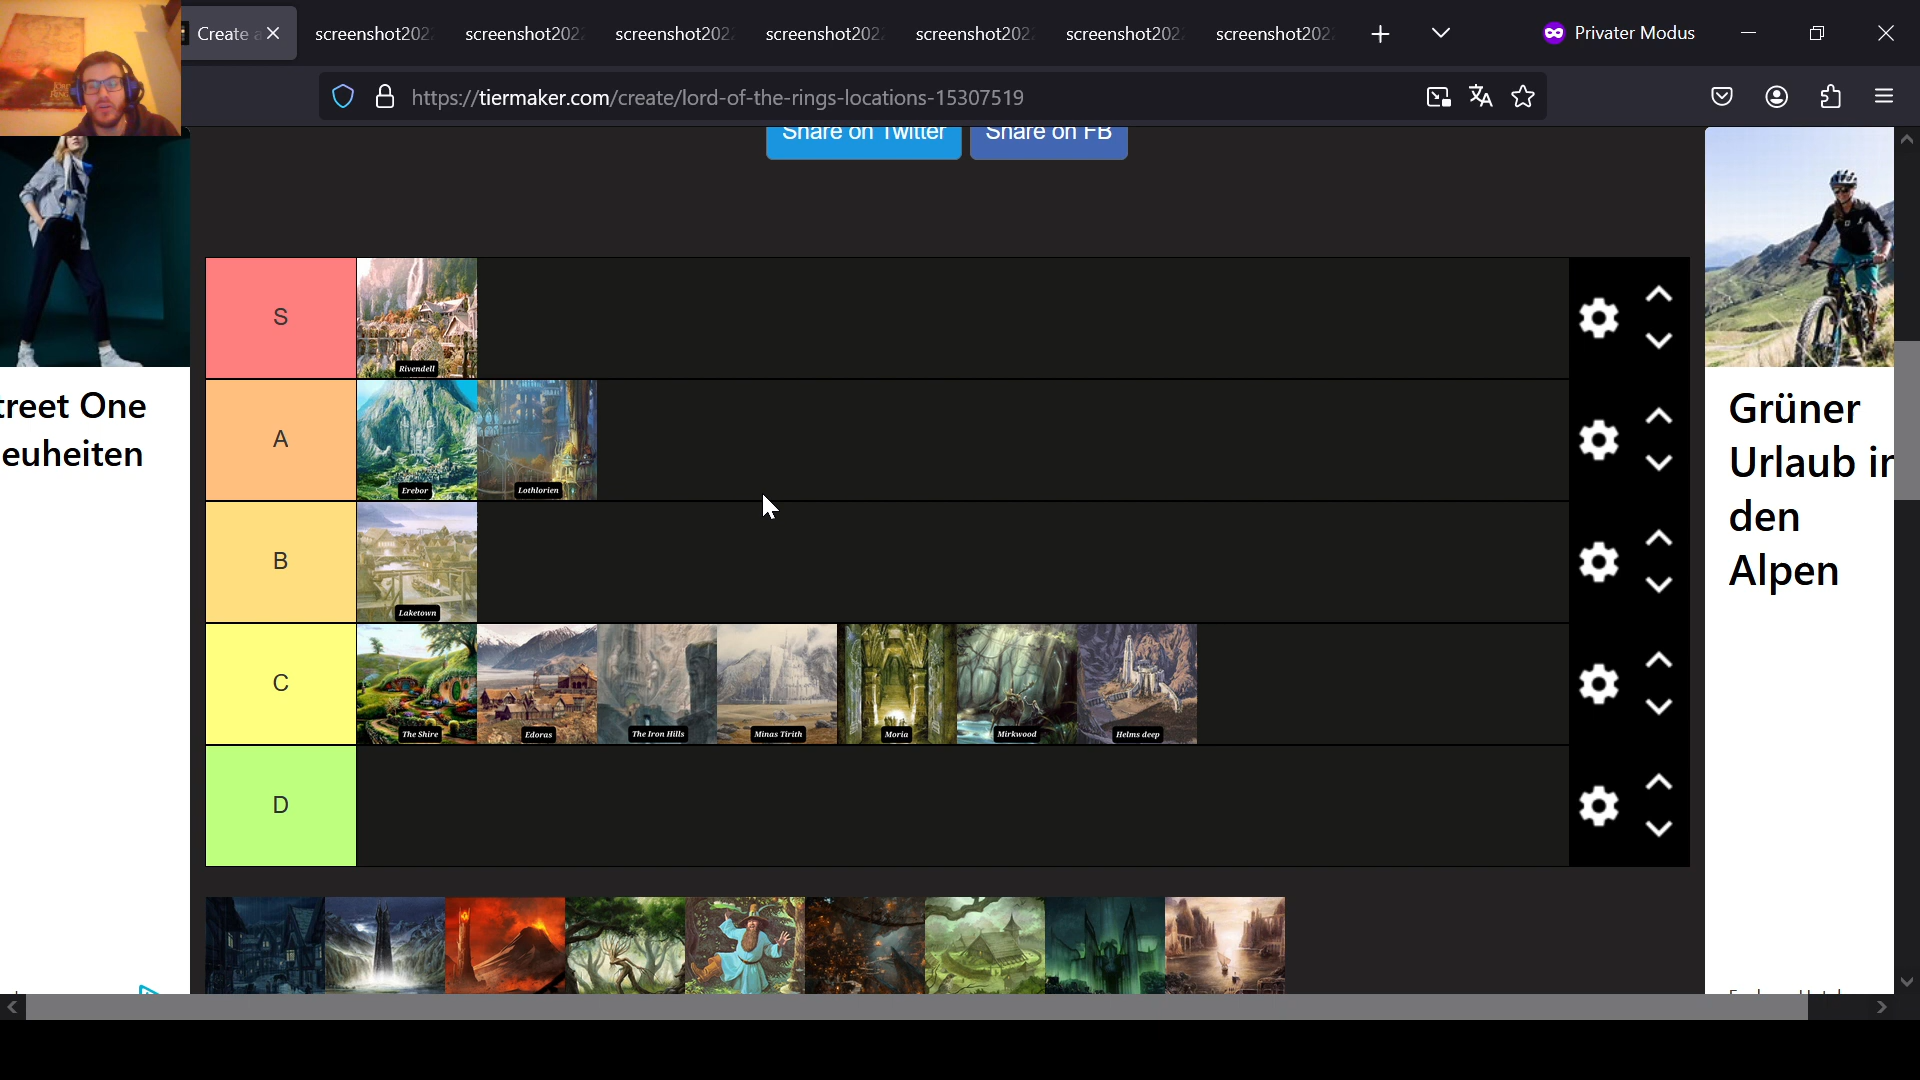 Create a
screenshot202
screenshot202
screenshot202
screenshot202
screenshot202
screenshot202
screenshot202
Privater Modus
https://tiermaker.com/create/lord-of-the-rings-locations-15307519
Share on Twitter
Share on FB
S
Rivendell
A
Erebor
Lothlorien
B
Laketown
C
The Shire
Edoras
The Iron Hills
Minas Tirith
Moria
Mirkwood
Helms deep
D
treet One
euheiten
Grüner
Urlaub in
den
Alpen